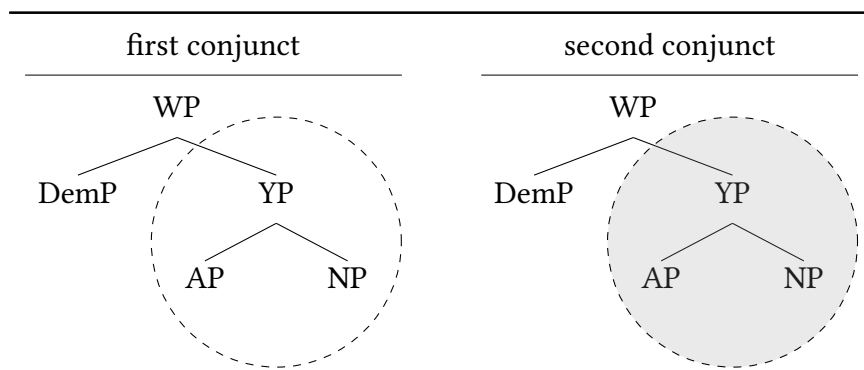 first conjunct second conjunct
WP WP
DemP YP DemP YP
AP NP AP NP